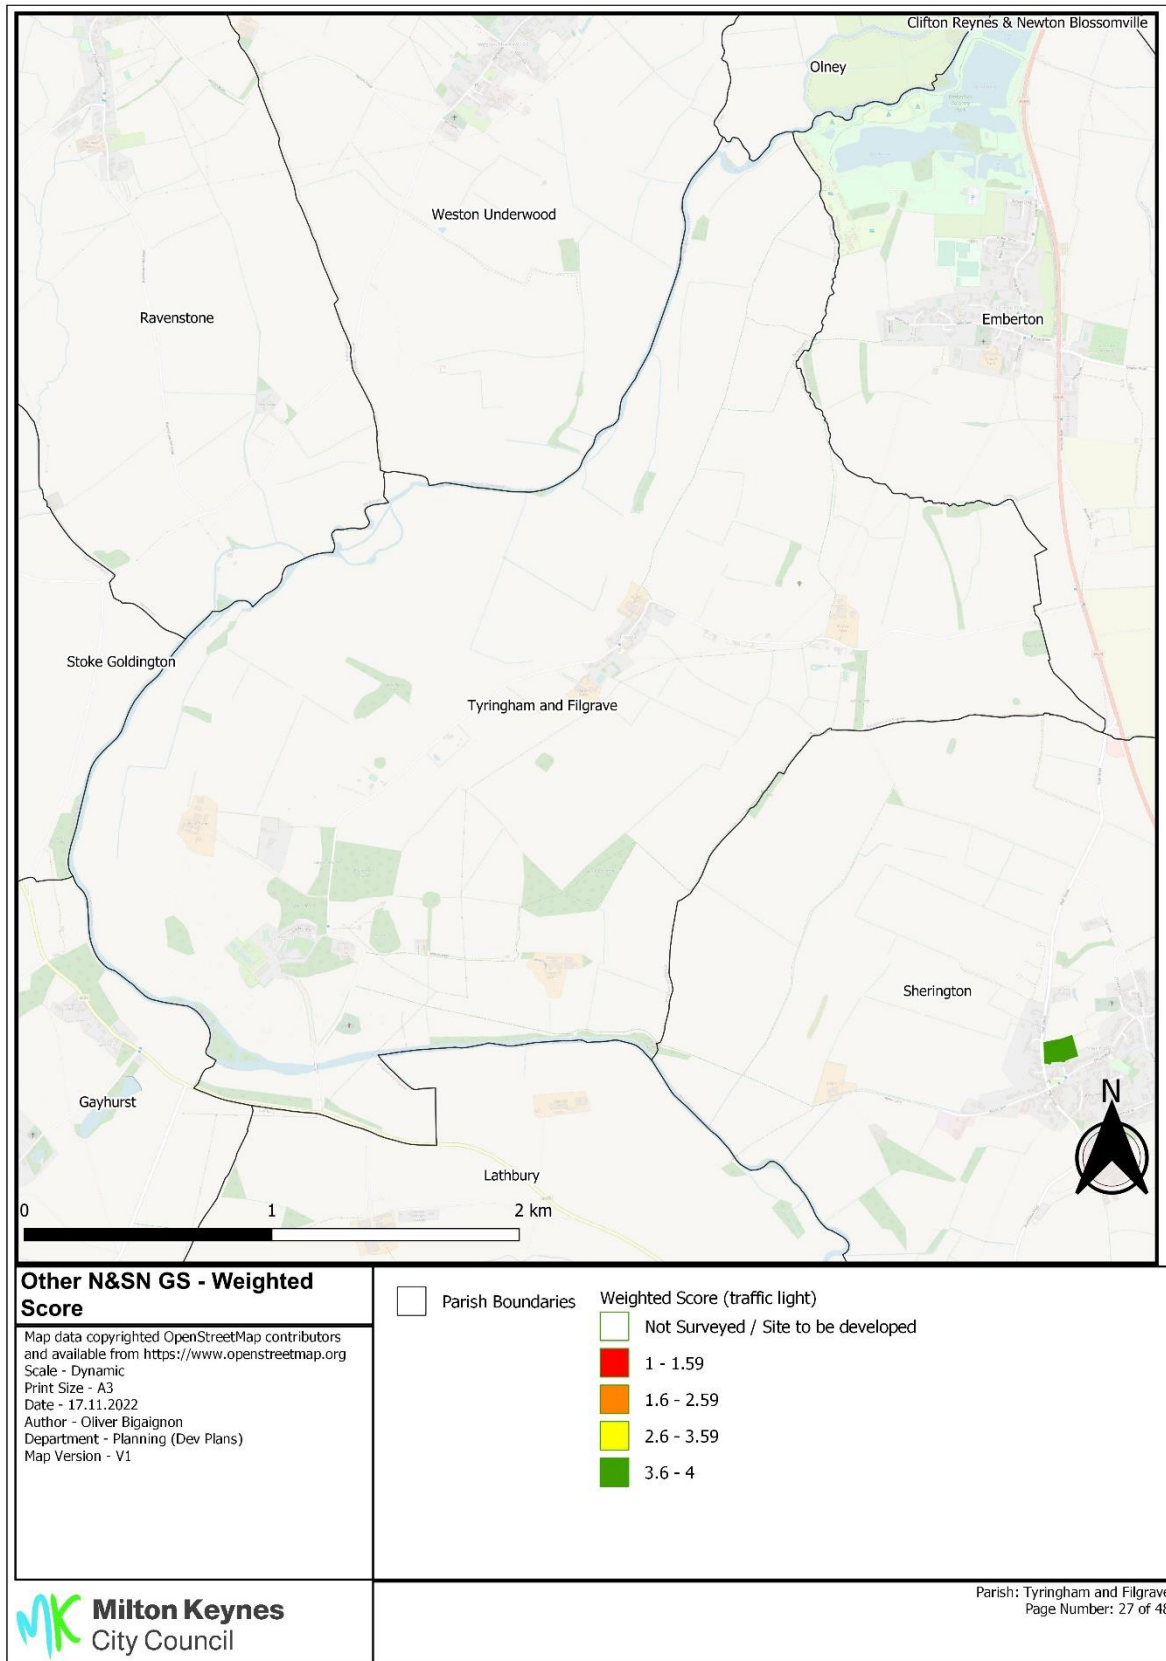 Clifton Reynes & Newton Blossomville
Olney
Weston Underwood
Ravenstone
Emberton
Stoke Goldington
Tyringham and Filgrave
Sherington
Gayhurst
Lathbury
N
0 1 2 km
Other N&SN GS - Weighted
Score
Map data copyrighted OpenStreetMap contributors
and available from https://www.openstreetmap.org
Scale - Dynamic
Print Size - A3
Date - 17.11.2022
Author - Oliver Bigaignon
Department - Planning (Dev Plans)
Map Version - V1
Parish Boundaries
Weighted Score (traffic light)
Not Surveyed / Site to be developed
1 - 1.59
1.6 - 2.59
2.6 - 3.59
3.6 - 4
MK Milton Keynes
City Council
Parish: Tyringham and Filgrave
Page Number: 27 of 48